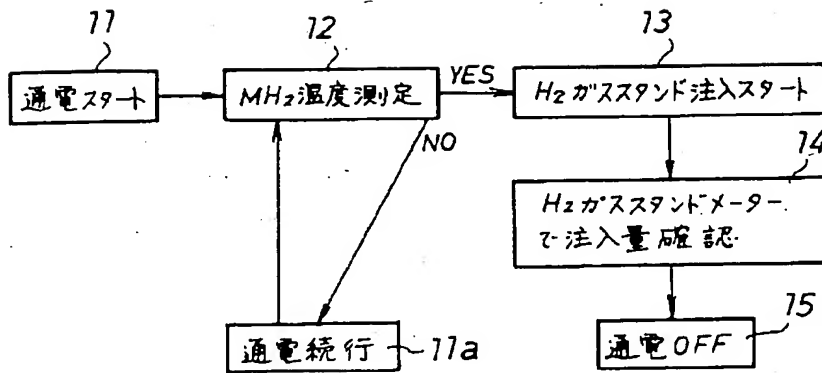 11
通電スタート
12
MH2温度測定
YES
NO
13
H2ガススタンド注入スタート
14
H2ガススタンドメーター
で注入量確認
通電続行
11a
15
通電OFF